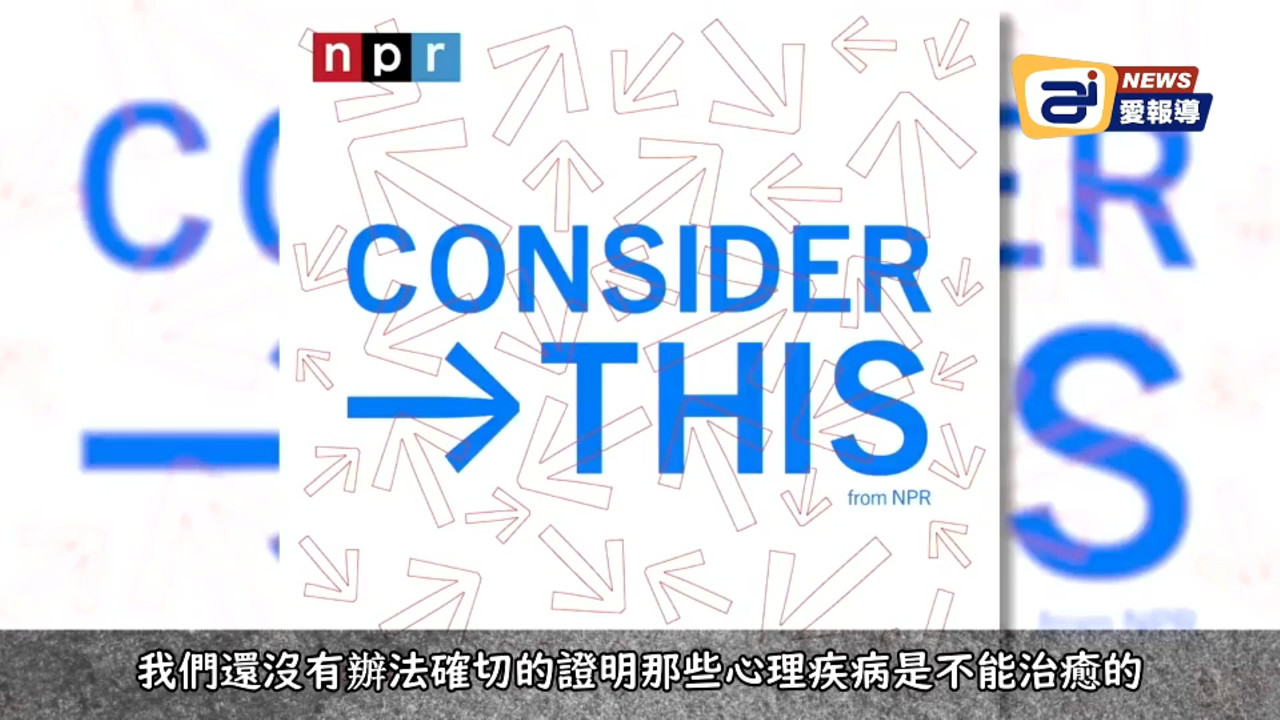 npr
NEWS
愛報導
CONSIDER
THIS
from NPR
我們還沒有辦法確切的證明那些心理疾病是不能治癒的